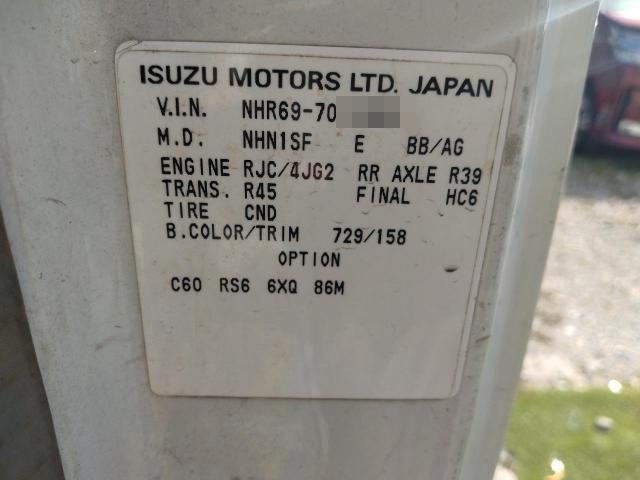 ISUZU MOTORS LTD. JAPAN
V.I.N. NHR69-70
M.D. NHN1SF E BB/AG
ENGINE RJC/4JG2 RR AXLE R39
TRANS. R45 FINAL HC6
TIRE CND
B.COLOR/TRIM 729/158
OPTION
C60 RS6 6XQ 86M